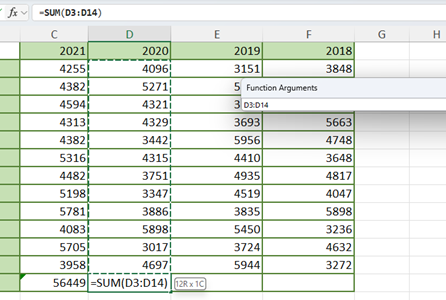 fx =SUM(D3:D14)
C D E F G H
2021 2020 2019 2018
4255 4096 3151 3848
4382 5271
Function Arguments
4594 4321
D3:D14
4313 4329 3693 5663
4382 3442 5956 4748
5316 4315 4410 3648
4482 3751 4935 4817
5198 3347 4519 4047
5781 3886 3835 5898
4083 5898 5450 3236
5705 3017 3724 4632
3958 4697 5944 3272
56449 =SUM(D3:D14) 12R x 1C